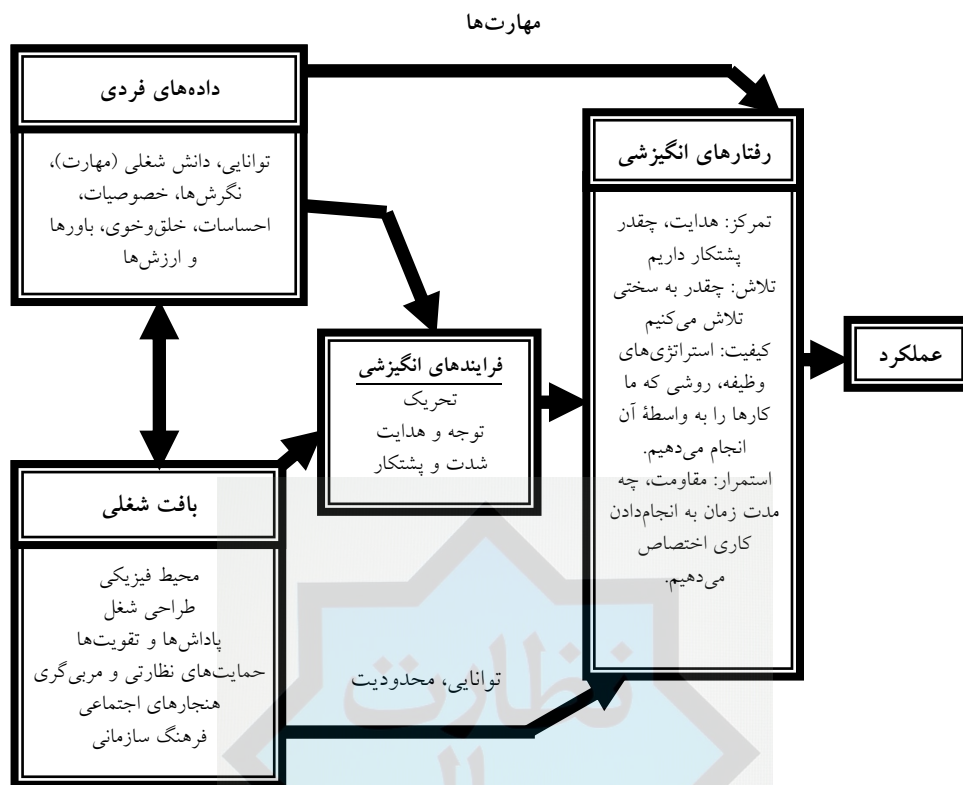 مهارت‌ها
داده‌های فردی
توانایی، دانش شغلی (مهارت)،
نگرش‌ها، خصوصیات،
احساسات، خلق‌وخوی، باورها
و ارزش‌ها
رفتارهای انگیزشی
تمرکز: هدایت، چقدر
پشتکار داریم
تلاش: چقدر به سختی
تلاش می‌کنیم
کیفیت: استراتژی‌های
وظیفه، روشی که ما
کارها را به واسطهٔ آن
انجام می‌دهیم.
استمرار: مقاومت، چه
مدت زمان به انجام‌دادن
کاری اختصاص
می‌دهیم.
فرایندهای انگیزشی
تحریک
توجه و هدایت
شدت و پشتکار
عملکرد
بافت شغلی
محیط فیزیکی
طراحی شغل
پاداش‌ها و تقویت‌ها
حمایت‌های نظارتی و مربی‌گری
هنجارهای اجتماعی
فرهنگ سازمانی
توانایی، محدودیت
نظارت